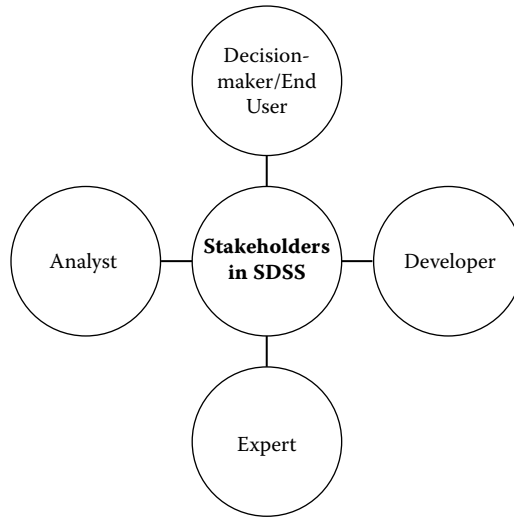 Decision-
maker/End
User
Analyst
Stakeholders
in SDSS
Developer
Expert